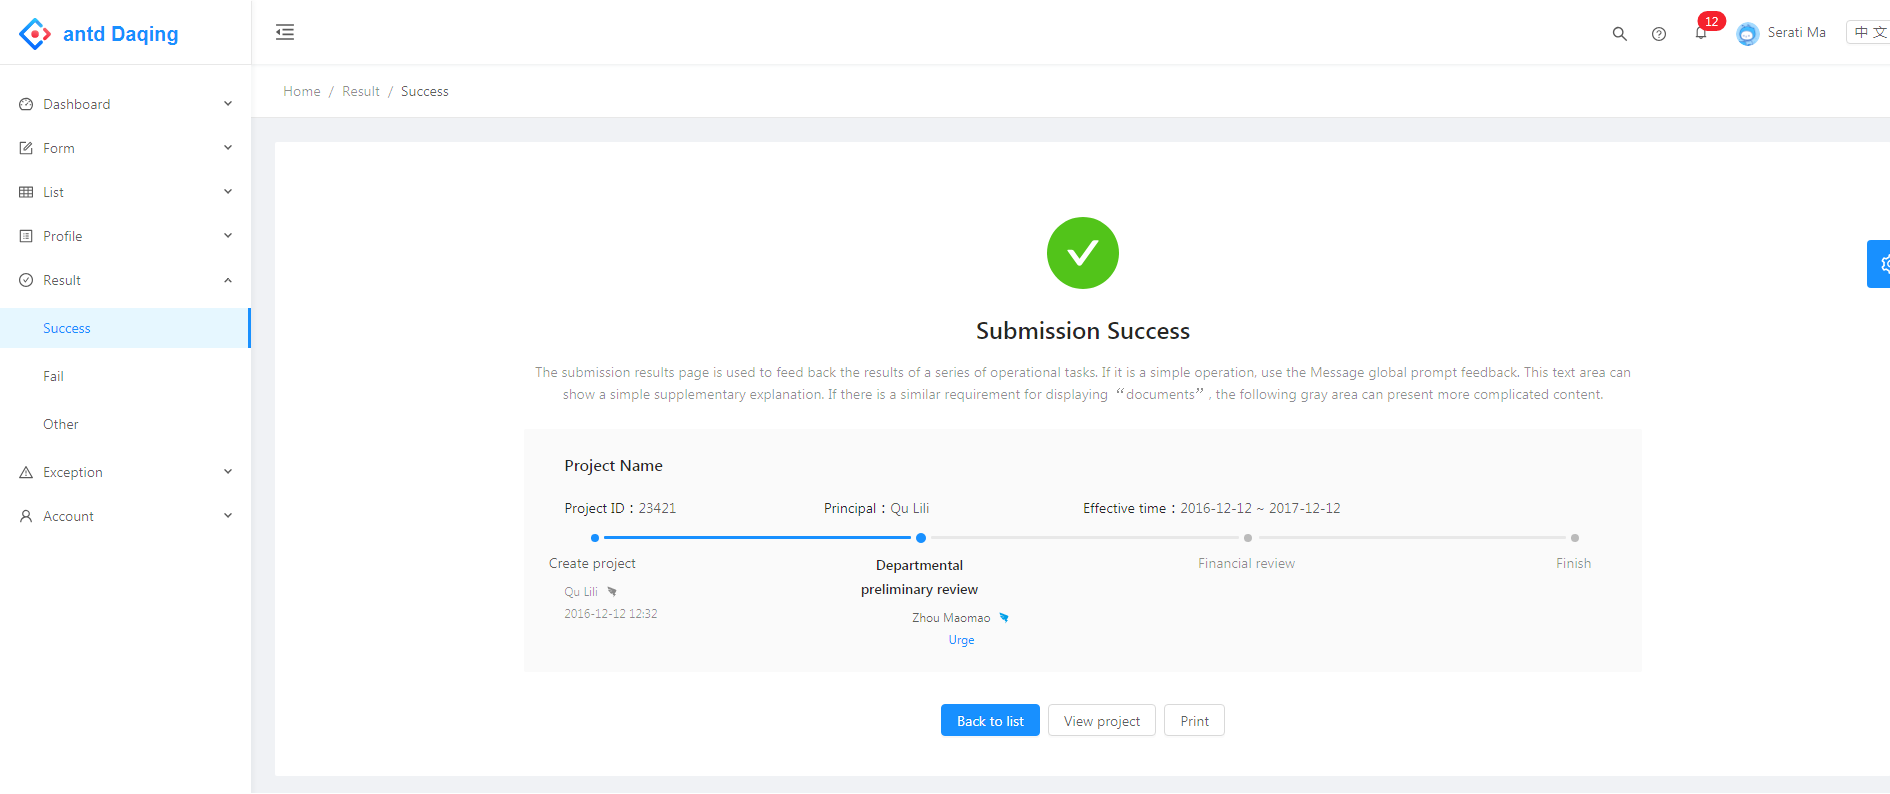 antd Daqing
12
Serati Ma
中 文
Home / Result / Success
Dashboard
Form
List
Profile
Result
Success
Fail
Other
Exception
Account
Submission Success
The submission results page is used to feed back the results of a series of operational tasks. If it is a simple operation, use the Message global prompt feedback. This text area can
show a simple supplementary explanation. If there is a similar requirement for displaying “documents”, the following gray area can present more complicated content.
Project Name
Project ID：23421
Principal：Qu Lili
Effective time：2016-12-12 ~ 2017-12-12
Create project
Qu Lili
2016-12-12 12:32
Departmental
preliminary review
Zhou Maomao
Urge
Financial review
Finish
Back to list
View project
Print